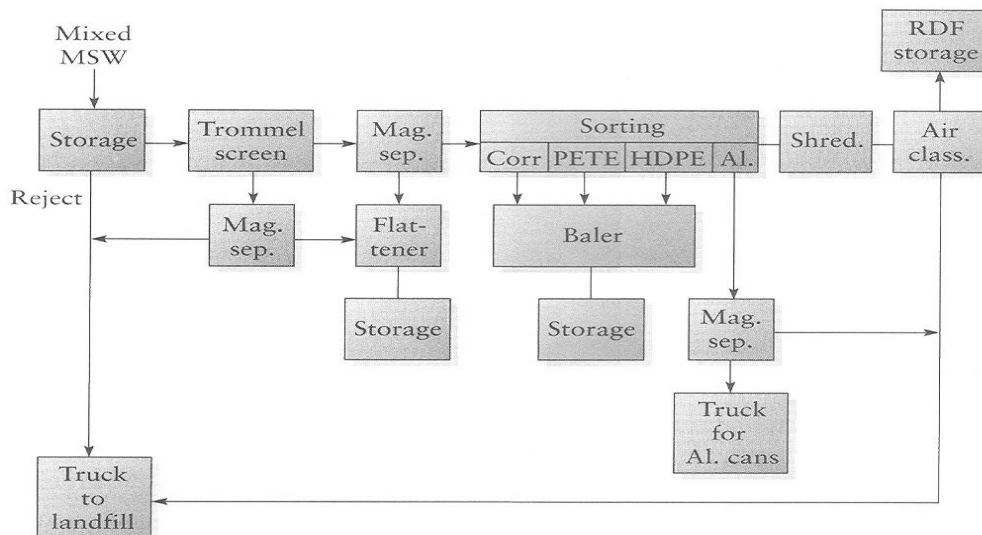 Mixed
MSW
RDF
storage
Storage
Trommel
screen
Mag.
sep.
Sorting
Corr PETE HDPE Al.
Shred.
Air
class.
Reject
Mag.
sep.
Flat-
tener
Baler
Storage
Storage
Mag.
sep.
Truck
for
Al. cans
Truck
to
landfill